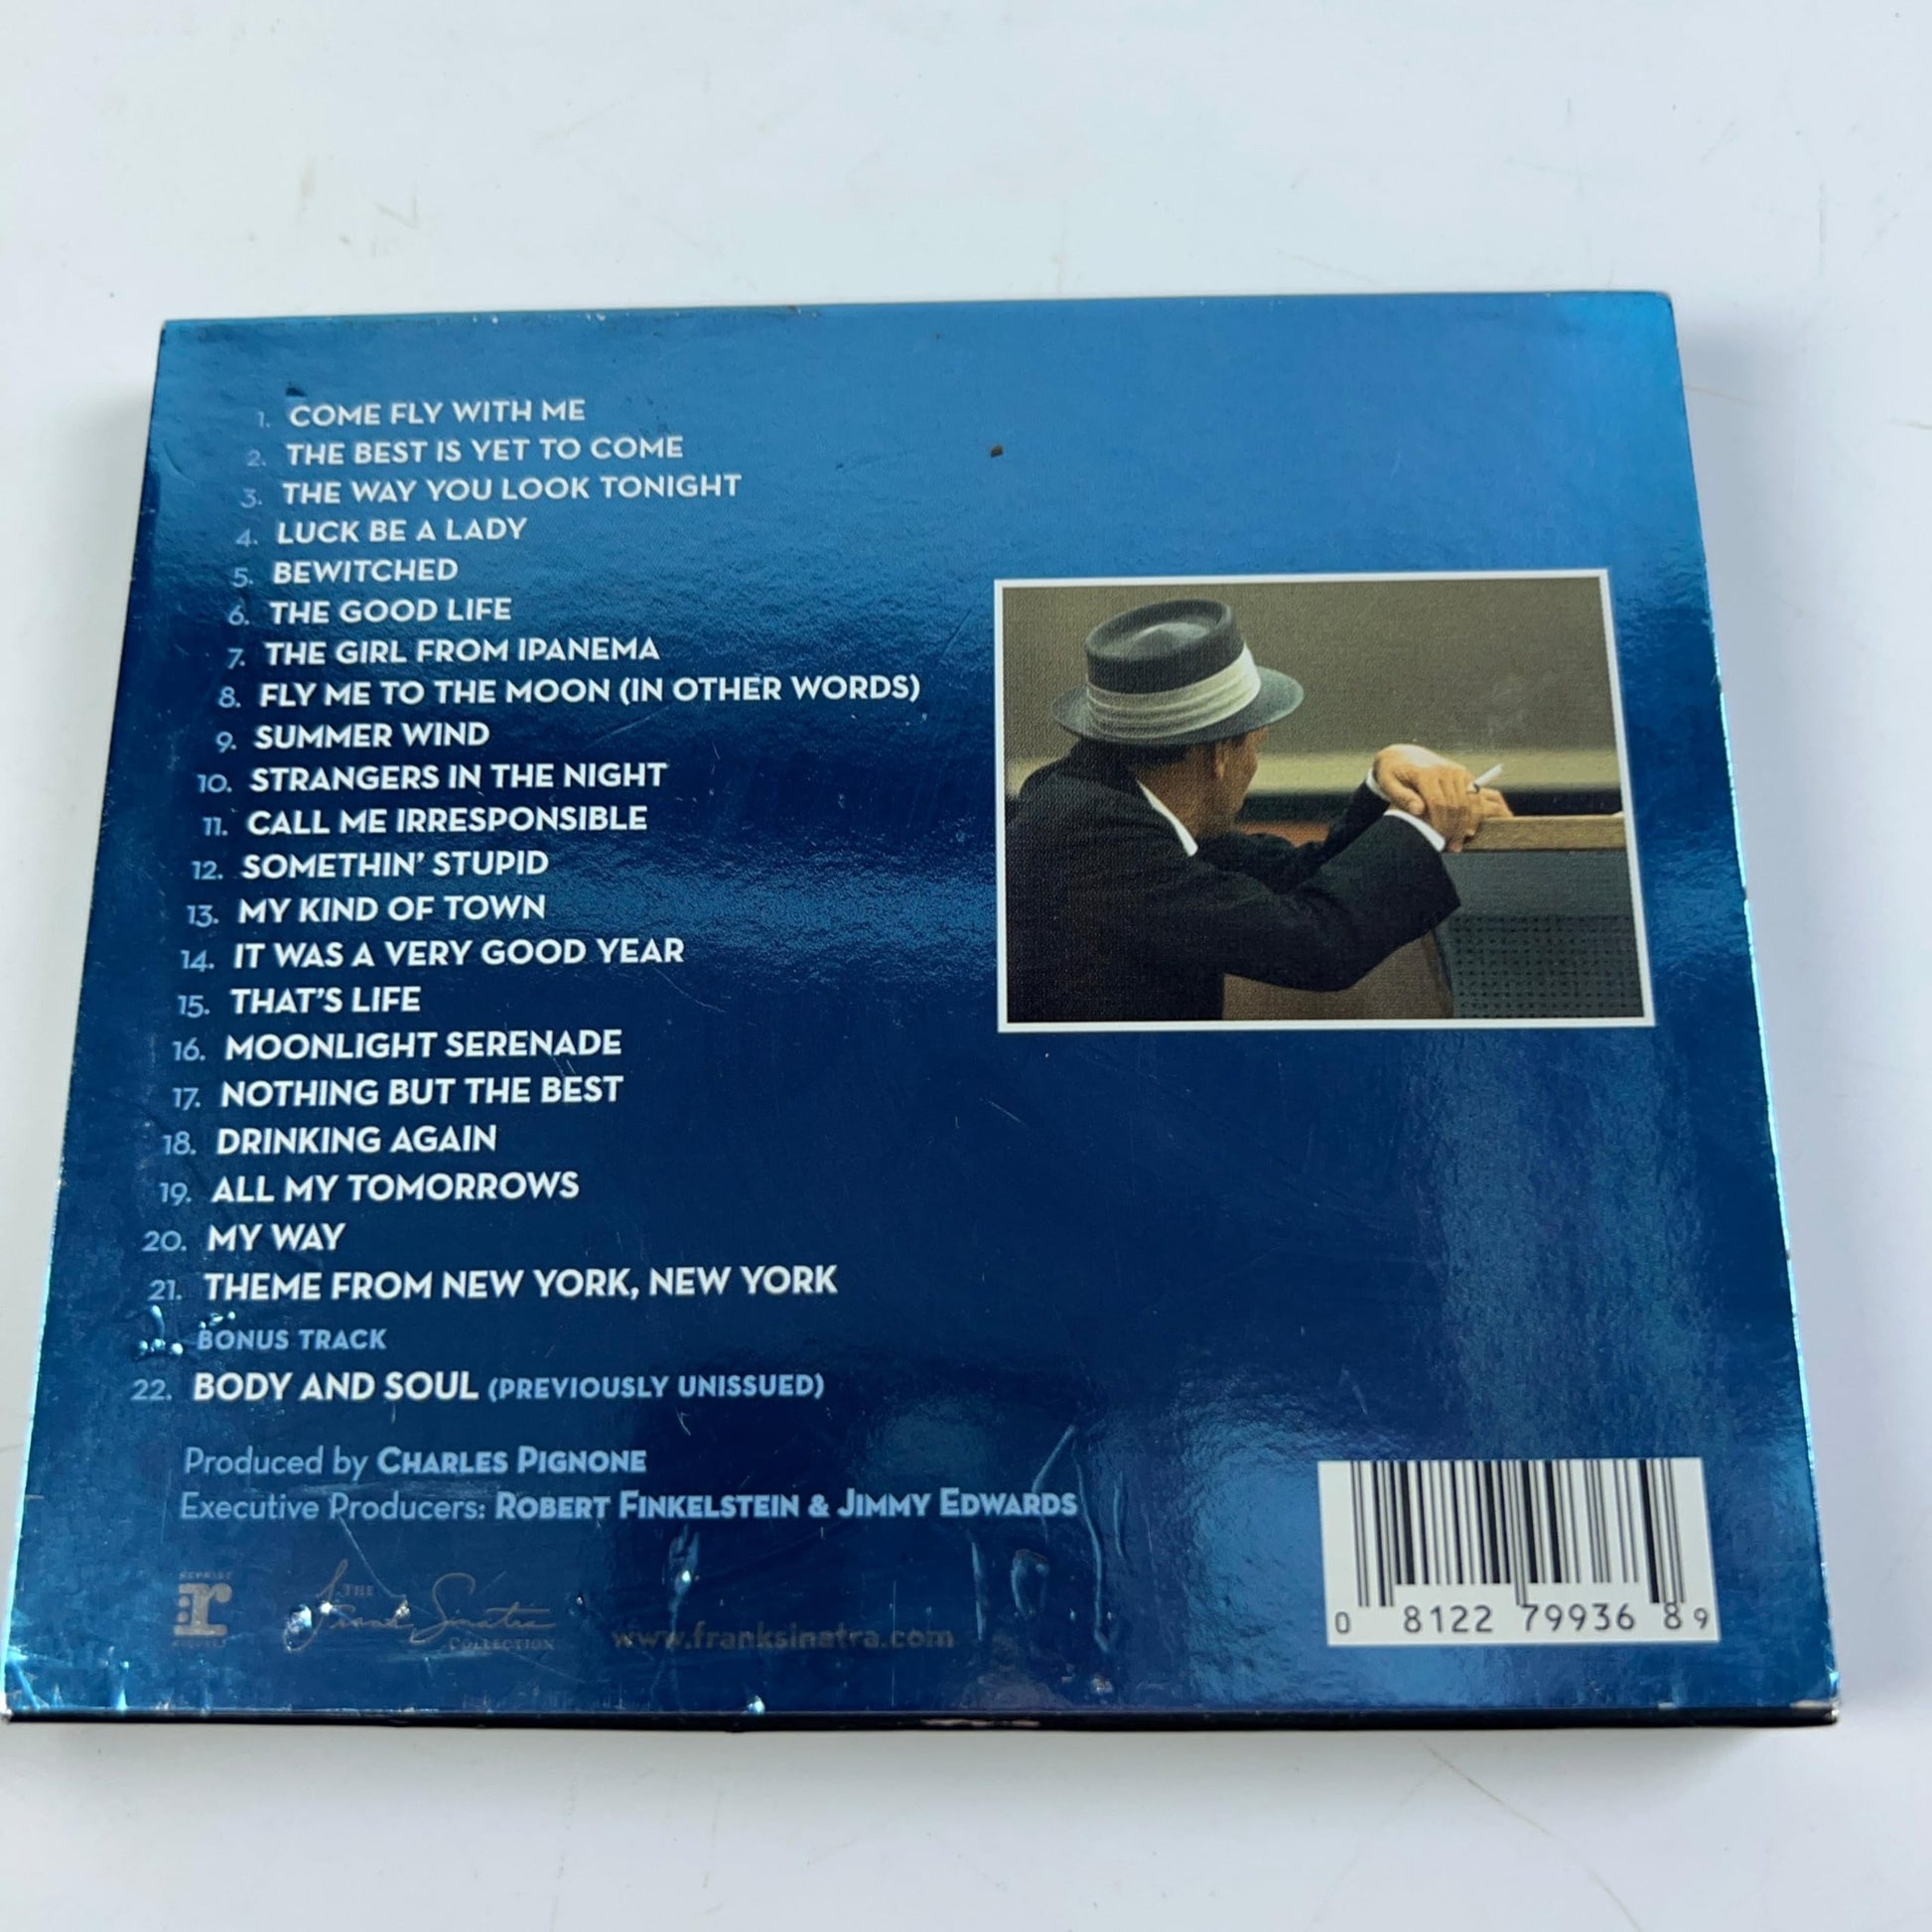 1. COME FLY WITH ME
2. THE BEST IS YET TO COME
3. THE WAY YOU LOOK TONIGHT
4. LUCK BE A LADY
5. BEWITCHED
6. THE GOOD LIFE
7. THE GIRL FROM IPANEMA
8. FLY ME TO THE MOON (IN OTHER WORDS)
9. SUMMER WIND
10. STRANGERS IN THE NIGHT
11. CALL ME IRRESPONSIBLE
12. SOMETHIN' STUPID
13. MY KIND OF TOWN
14. IT WAS A VERY GOOD YEAR
15. THAT'S LIFE
16. MOONLIGHT SERENADE
17. NOTHING BUT THE BEST
18. DRINKING AGAIN
19. ALL MY TOMORROWS
20. MY WAY
21. THEME FROM NEW YORK, NEW YORK
BONUS TRACK
22. BODY AND SOUL (PREVIOUSLY UNISSUED)
Produced by CHARLES PIGNONE
Executive Producers: ROBERT FINKELSTEIN & JIMMY EDWARDS
REPRISE
r
THE
Frank Sinatra
COLLECTION
www.franksinatra.com
0 8122 79936 8 9